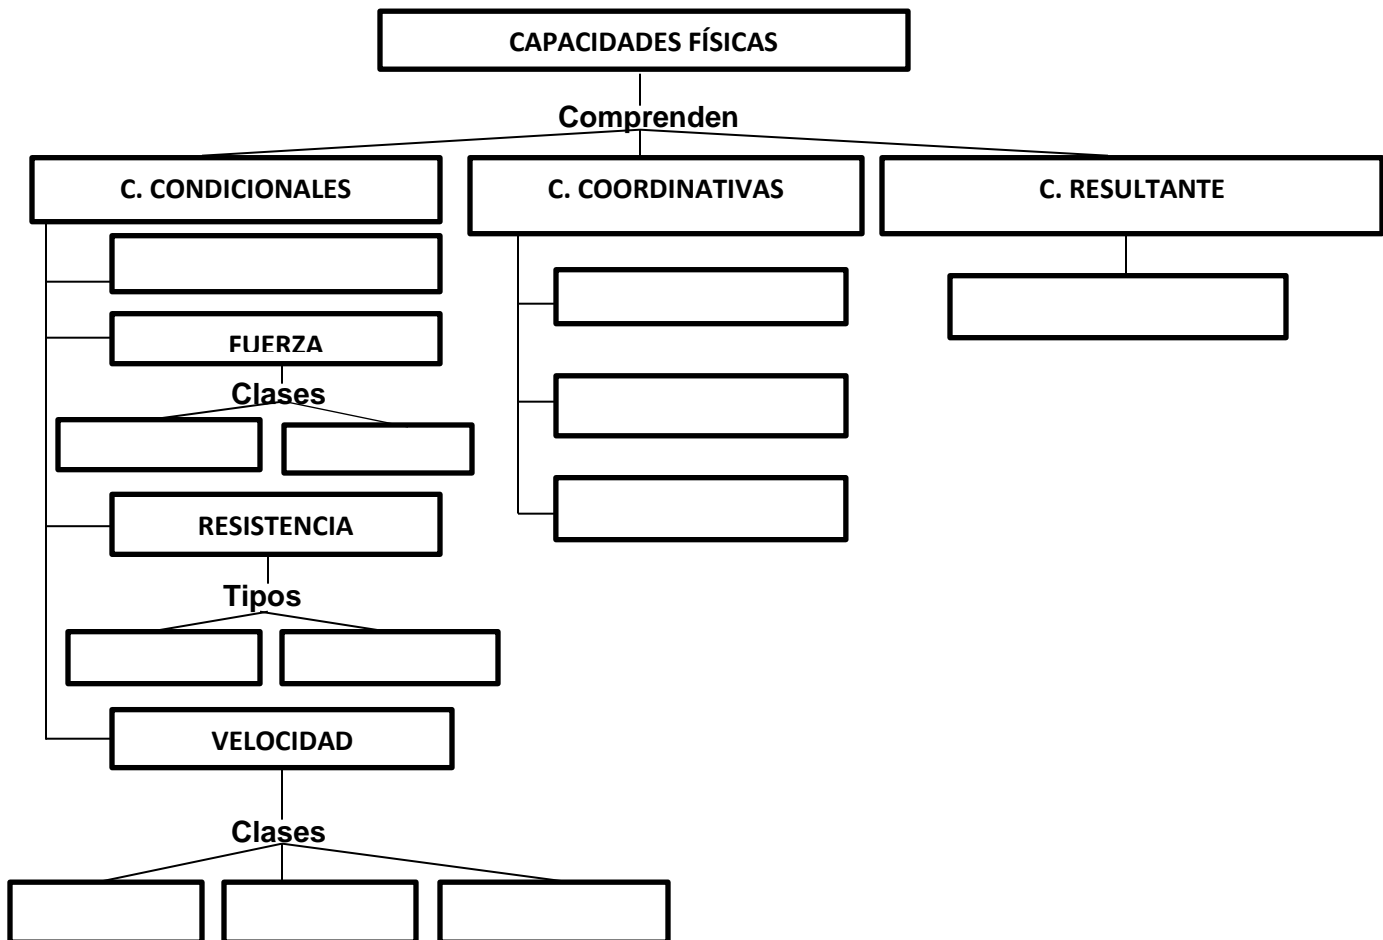 CAPACIDADES FÍSICAS
Comprenden
C. CONDICIONALES
C. COORDINATIVAS
C. RESULTANTE
FUERZA
Clases
RESISTENCIA
Tipos
VELOCIDAD
Clases